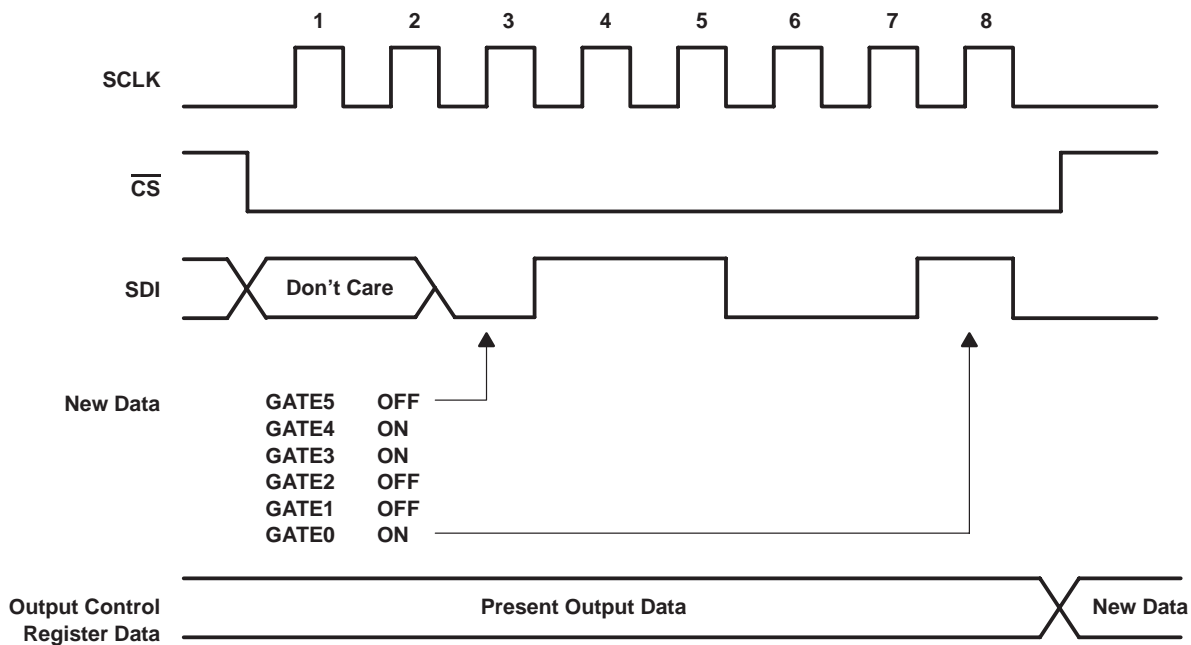 1 2 3 4 5 6 7 8
SCLK
CS
SDI Don't Care
New Data GATE5 OFF
GATE4 ON
GATE3 ON
GATE2 OFF
GATE1 OFF
GATE0 ON
Output Control Present Output Data New Data
Register Data